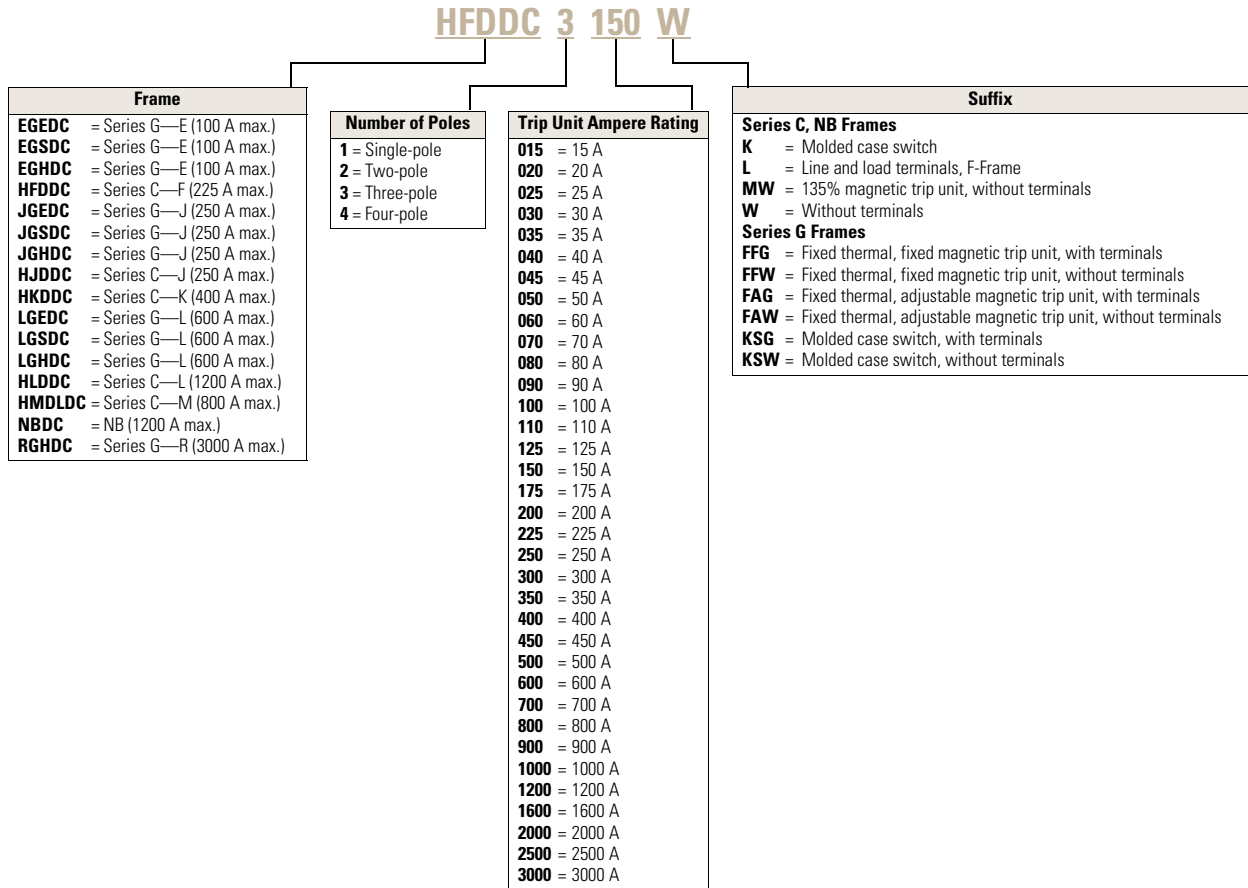 HFDDC 3 150 W
Frame
EGEDC = Series G—E (100 A max.)
EGSDC = Series G—E (100 A max.)
EGHDC = Series G—E (100 A max.)
HFDDC = Series C—F (225 A max.)
JGEDC = Series G—J (250 A max.)
JGSDC = Series G—J (250 A max.)
JGHDC = Series G—J (250 A max.)
HJDDC = Series C—J (250 A max.)
HKDDC = Series C—K (400 A max.)
LGEDC = Series G—L (600 A max.)
LGSDC = Series G—L (600 A max.)
LGHDC = Series G—L (600 A max.)
HLDDC = Series C—L (1200 A max.)
HMDLDC = Series C—M (800 A max.)
NBDC = NB (1200 A max.)
RGHDC = Series G—R (3000 A max.)
Number of Poles
1 = Single-pole
2 = Two-pole
3 = Three-pole
4 = Four-pole
Trip Unit Ampere Rating
015 = 15 A
020 = 20 A
025 = 25 A
030 = 30 A
035 = 35 A
040 = 40 A
045 = 45 A
050 = 50 A
060 = 60 A
070 = 70 A
080 = 80 A
090 = 90 A
100 = 100 A
110 = 110 A
125 = 125 A
150 = 150 A
175 = 175 A
200 = 200 A
225 = 225 A
250 = 250 A
300 = 300 A
350 = 350 A
400 = 400 A
450 = 450 A
500 = 500 A
600 = 600 A
700 = 700 A
800 = 800 A
900 = 900 A
1000 = 1000 A
1200 = 1200 A
1600 = 1600 A
2000 = 2000 A
2500 = 2500 A
3000 = 3000 A
Suffix
Series C, NB Frames
K = Molded case switch
L = Line and load terminals, F-Frame
MW = 135% magnetic trip unit, without terminals
W = Without terminals
Series G Frames
FFG = Fixed thermal, fixed magnetic trip unit, with terminals
FFW = Fixed thermal, fixed magnetic trip unit, without terminals
FAG = Fixed thermal, adjustable magnetic trip unit, with terminals
FAW = Fixed thermal, adjustable magnetic trip unit, without terminals
KSG = Molded case switch, with terminals
KSW = Molded case switch, without terminals